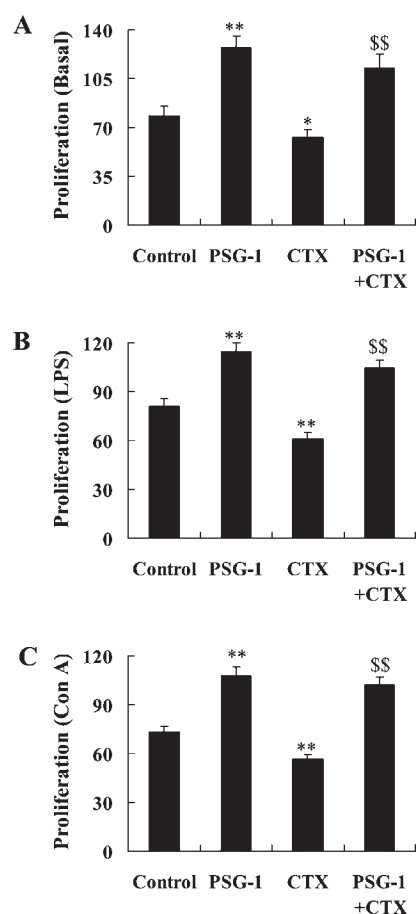 A
Proliferation (Basal)
140
105
70
35
0
**
*
$$
Control PSG-1 CTX PSG-1
+CTX
B
Proliferation (LPS)
120
90
60
30
0
**
**
$$
Control PSG-1 CTX PSG-1
+CTX
C
Proliferation (Con A)
120
90
60
30
0
**
**
$$
Control PSG-1 CTX PSG-1
+CTX